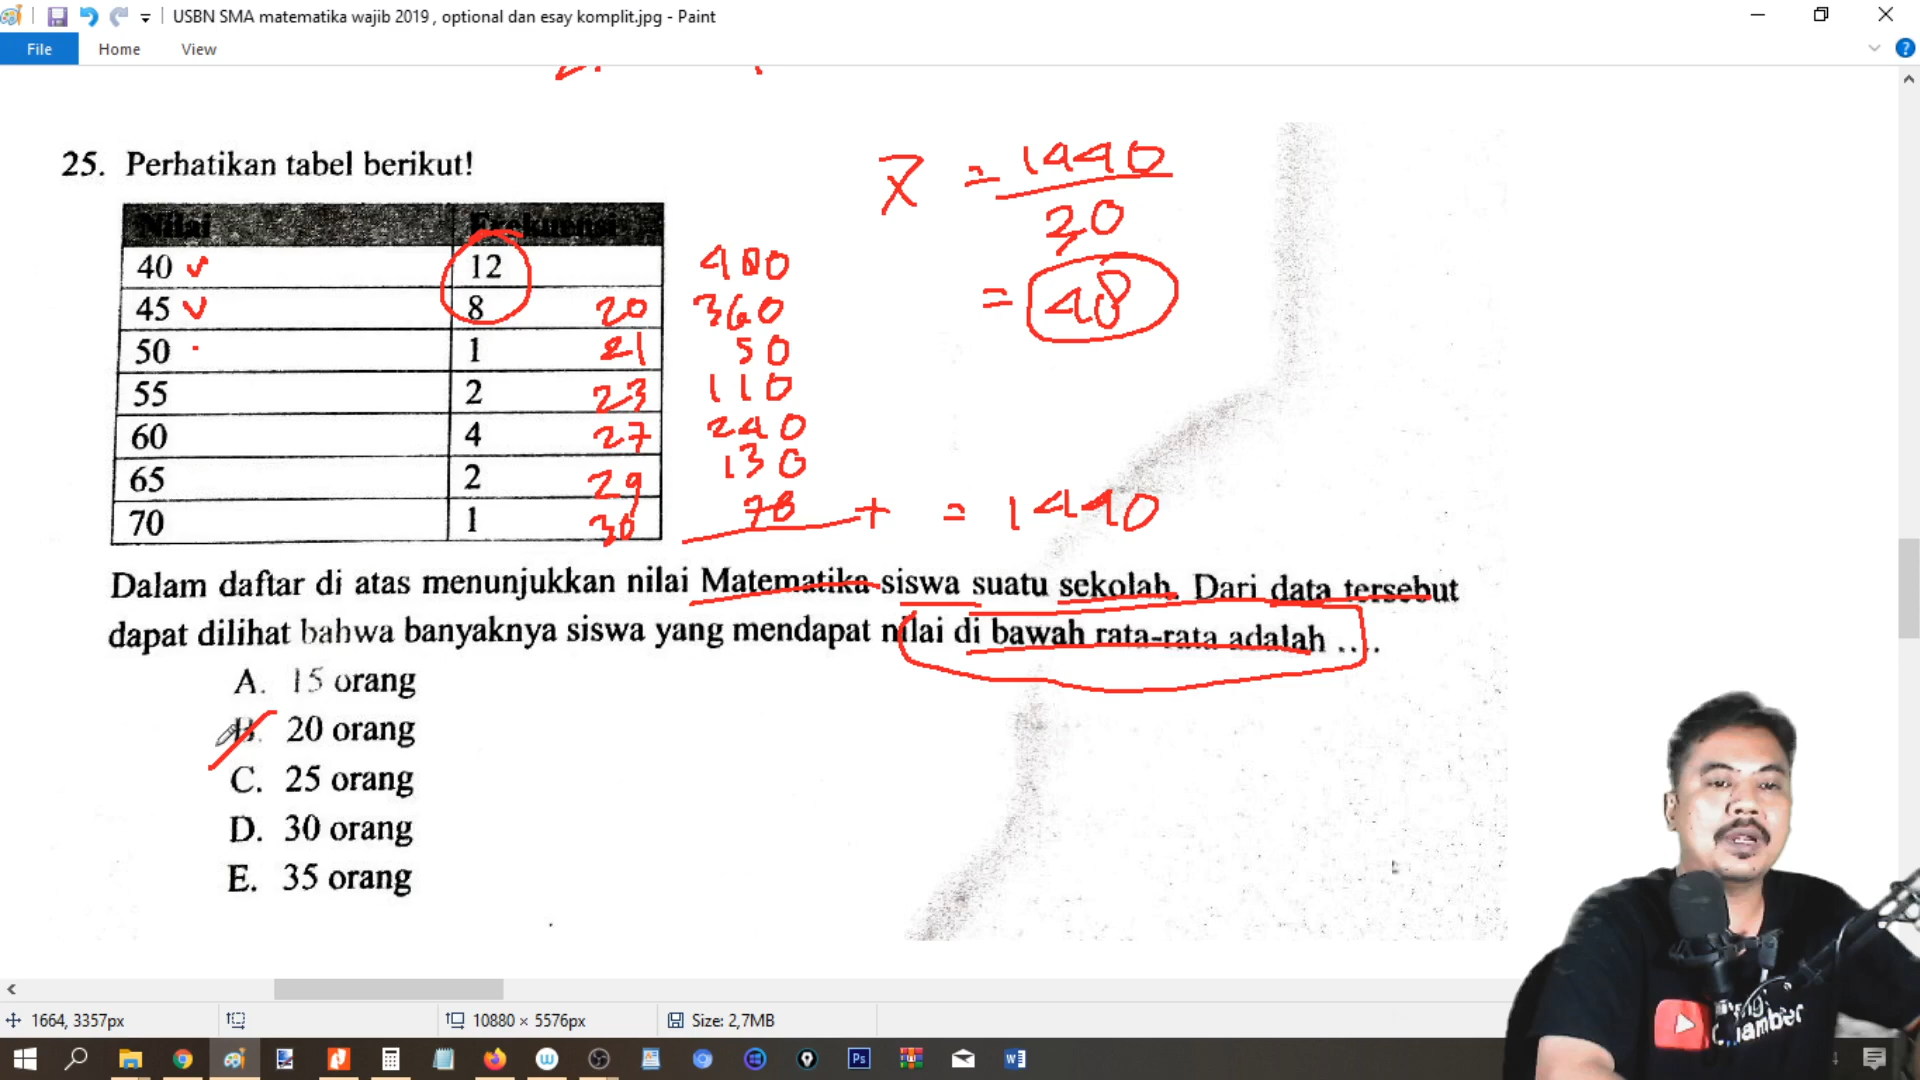 USBN SMA matematika wajib 2019 , optional dan esay komplit.jpg - Paint
File Home View
25. Perhatikan tabel berikut!
Nilai Frekuensi
40 12 480
45 8 20 360
50 1 21 50
55 2 23 110
60 4 27 240
65 2 29 130
70 1 30 70 + = 1440
x̄ = 1440
30
= 48
Dalam daftar di atas menunjukkan nilai Matematika siswa suatu sekolah. Dari data tersebut
dapat dilihat bahwa banyaknya siswa yang mendapat nilai di bawah rata-rata adalah ....
A. 15 orang
B. 20 orang
C. 25 orang
D. 30 orang
E. 35 orang
1664, 3357px 10880 × 5576px Size: 2,7MB